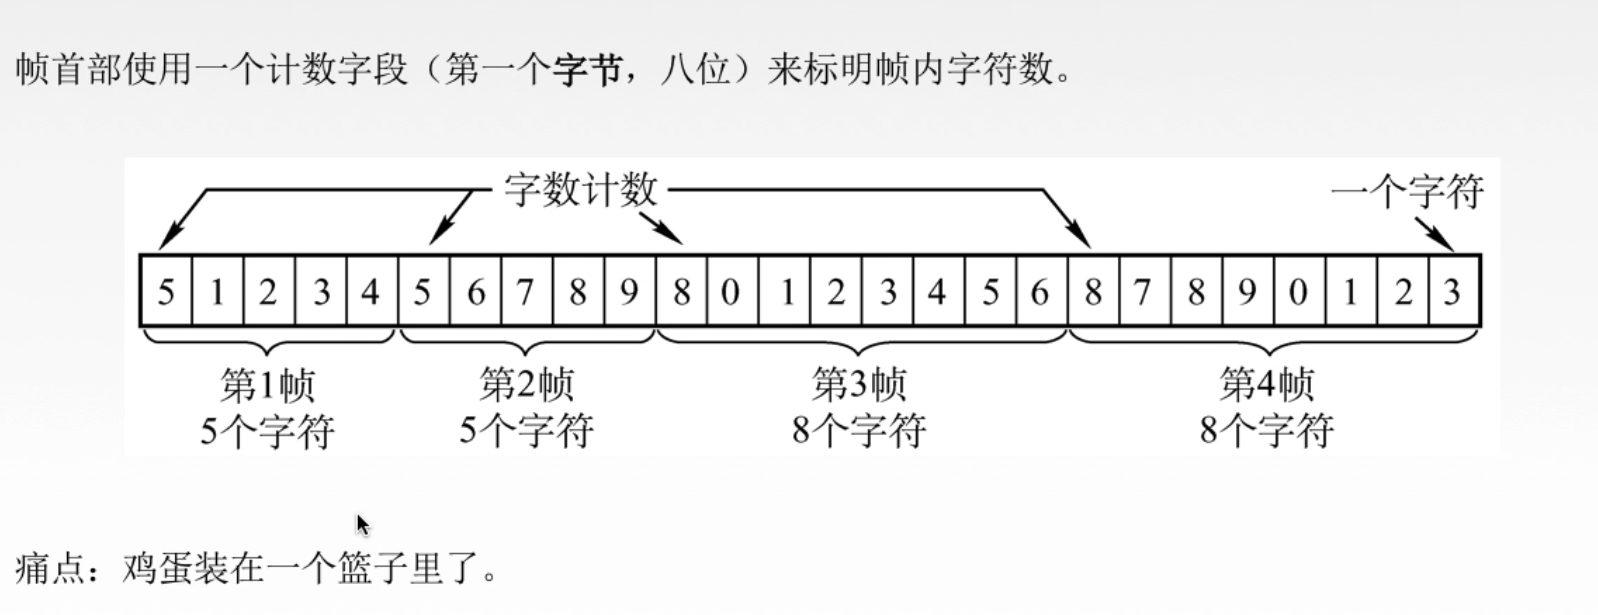 帧首部使用一个计数字段（第一个字节，八位）来标明帧内字符数。
字数计数
一个字符
5 1 2 3 4 5 6 7 8 9 8 0 1 2 3 4 5 6 8 7 8 9 0 1 2 3
第1帧 第2帧 第3帧 第4帧
5个字符 5个字符 8个字符 8个字符
痛点：鸡蛋装在一个篮子里了。